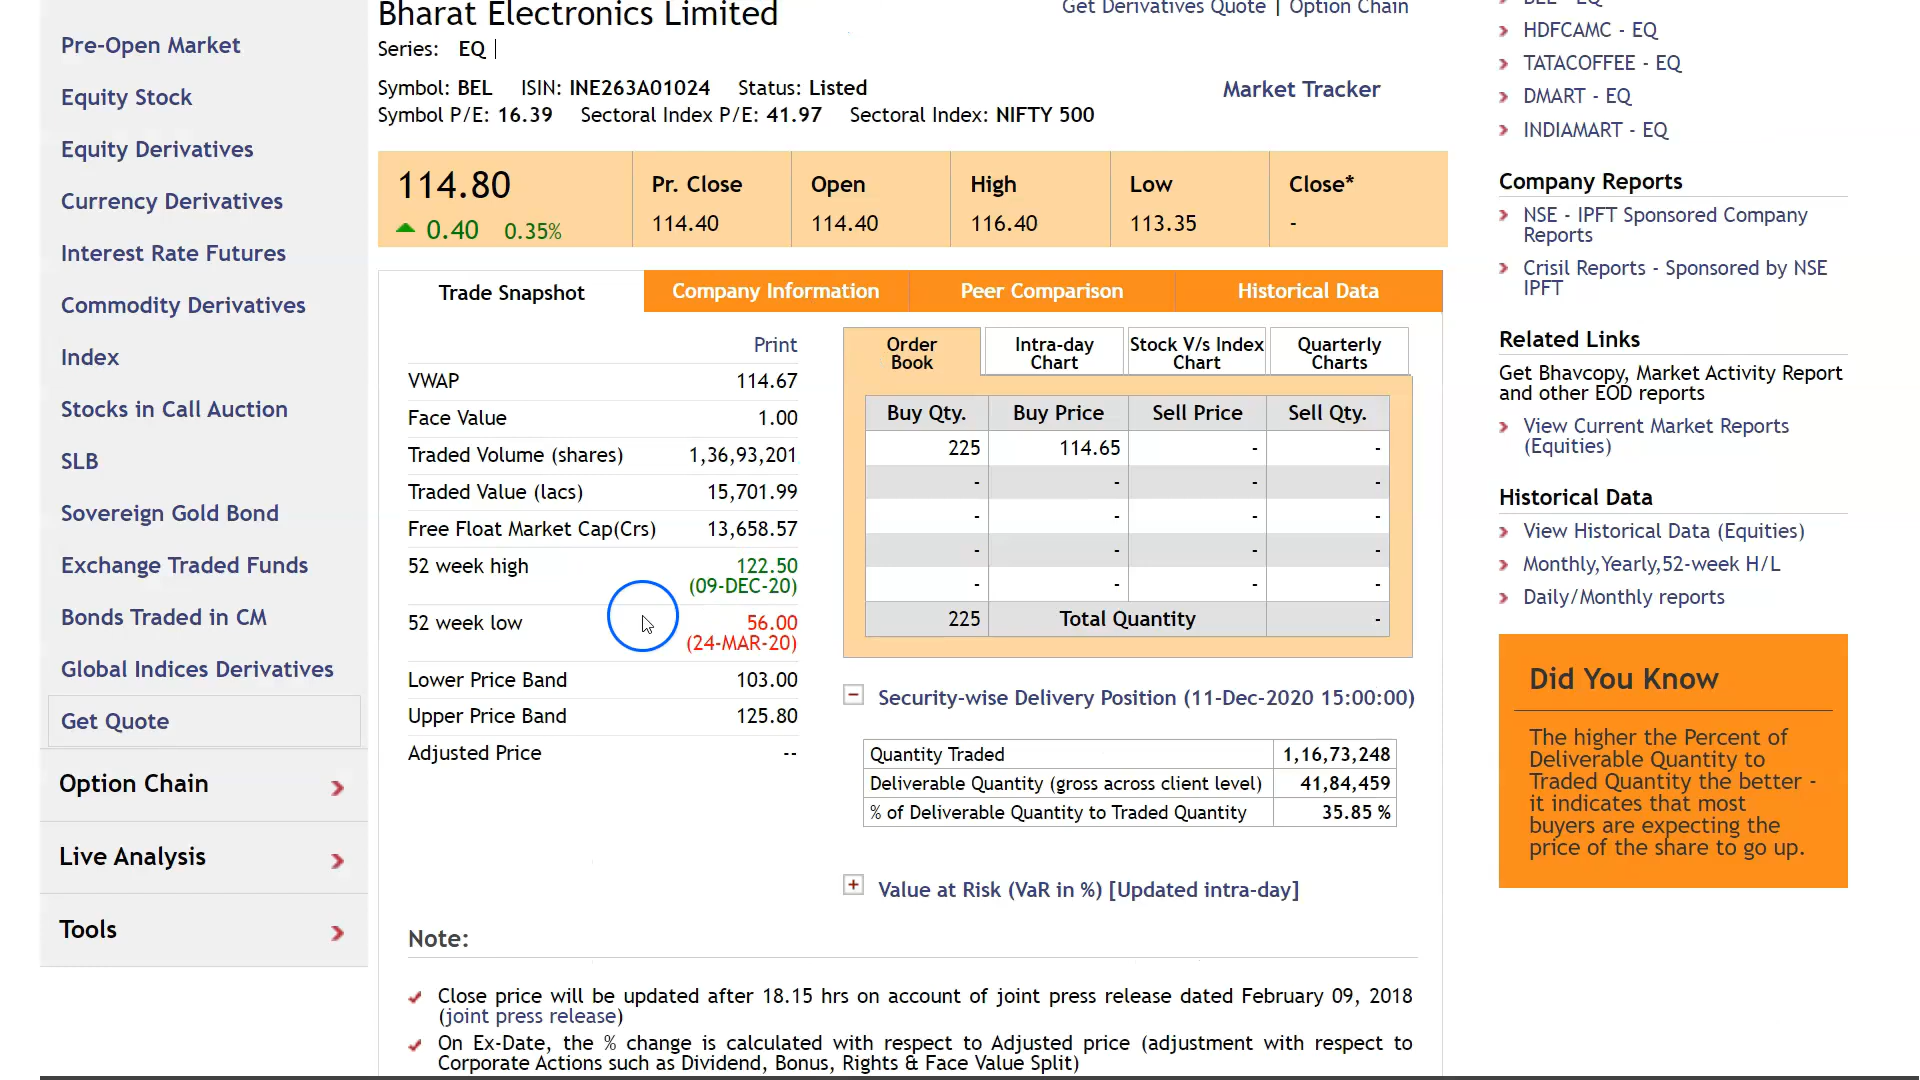 Pre-Open Market
Equity Stock
Equity Derivatives
Currency Derivatives
Interest Rate Futures
Commodity Derivatives
Index
Stocks in Call Auction
SLB
Sovereign Gold Bond
Exchange Traded Funds
Bonds Traded in CM
Global Indices Derivatives
Get Quote
Option Chain
Live Analysis
Tools
Bharat Electronics Limited
Get Derivatives Quote | Option Chain
Series: EQ |
Symbol: BEL ISIN: INE263A01024 Status: Listed
Market Tracker
Symbol P/E: 16.39 Sectoral Index P/E: 41.97 Sectoral Index: NIFTY 500
114.80 Pr. Close Open High Low Close*
0.40 0.35% 114.40 114.40 116.40 113.35 -
Trade Snapshot Company Information Peer Comparison Historical Data
Print
VWAP 114.67
Face Value 1.00
Traded Volume (shares) 1,36,93,201
Traded Value (lacs) 15,701.99
Free Float Market Cap(Crs) 13,658.57
52 week high 122.50
(09-DEC-20)
52 week low 56.00
(24-MAR-20)
Lower Price Band 103.00
Upper Price Band 125.80
Adjusted Price --
Order Intra-day Stock V/s Index Quarterly
Book Chart Chart Charts
Buy Qty. Buy Price Sell Price Sell Qty.
225 114.65 - -
- - - -
- - - -
- - - -
- - - -
225 Total Quantity -
Security-wise Delivery Position (11-Dec-2020 15:00:00)
Quantity Traded 1,16,73,248
Deliverable Quantity (gross across client level) 41,84,459
% of Deliverable Quantity to Traded Quantity 35.85 %
Value at Risk (VaR in %) [Updated intra-day]
Note:
Close price will be updated after 18.15 hrs on account of joint press release dated February 09, 2018
(joint press release)
On Ex-Date, the % change is calculated with respect to Adjusted price (adjustment with respect to
Corporate Actions such as Dividend, Bonus, Rights & Face Value Split)
BEL - EQ
HDFCAMC - EQ
TATACOFFEE - EQ
DMART - EQ
INDIAMART - EQ
Company Reports
NSE - IPFT Sponsored Company
Reports
Crisil Reports - Sponsored by NSE
IPFT
Related Links
Get Bhavcopy, Market Activity Report
and other EOD reports
View Current Market Reports
(Equities)
Historical Data
View Historical Data (Equities)
Monthly,Yearly,52-week H/L
Daily/Monthly reports
Did You Know
The higher the Percent of
Deliverable Quantity to
Traded Quantity the better -
it indicates that most
buyers are expecting the
price of the share to go up.